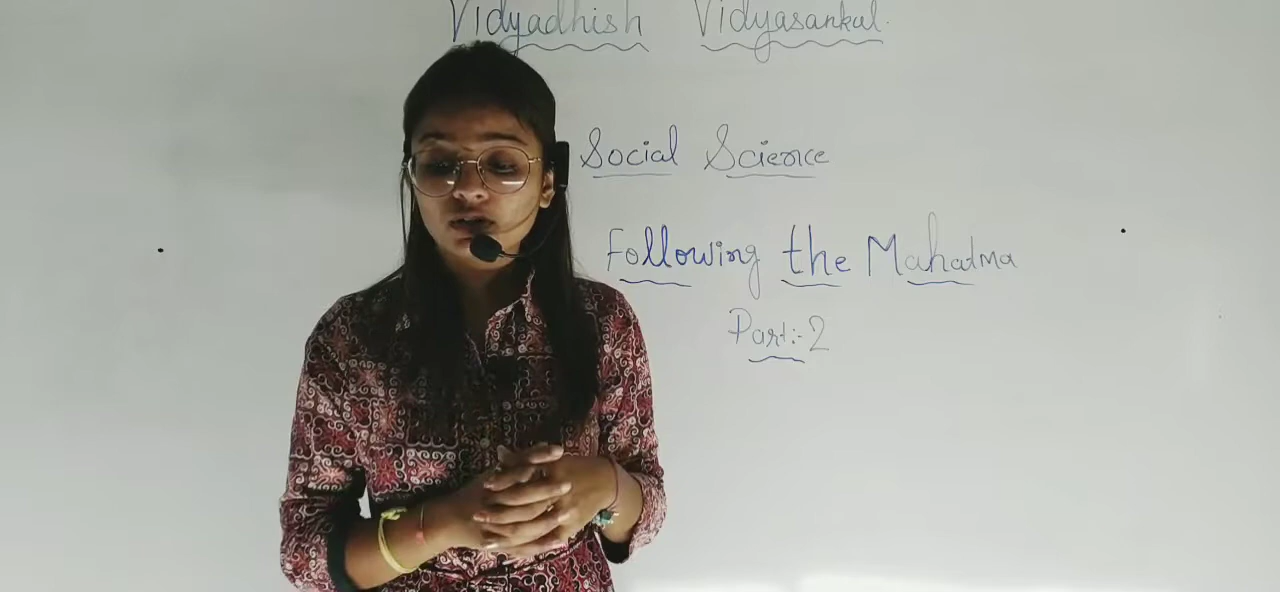 Vidyadhish Vidyasankul.
Social Science
Following the Mahatma
Part:-2